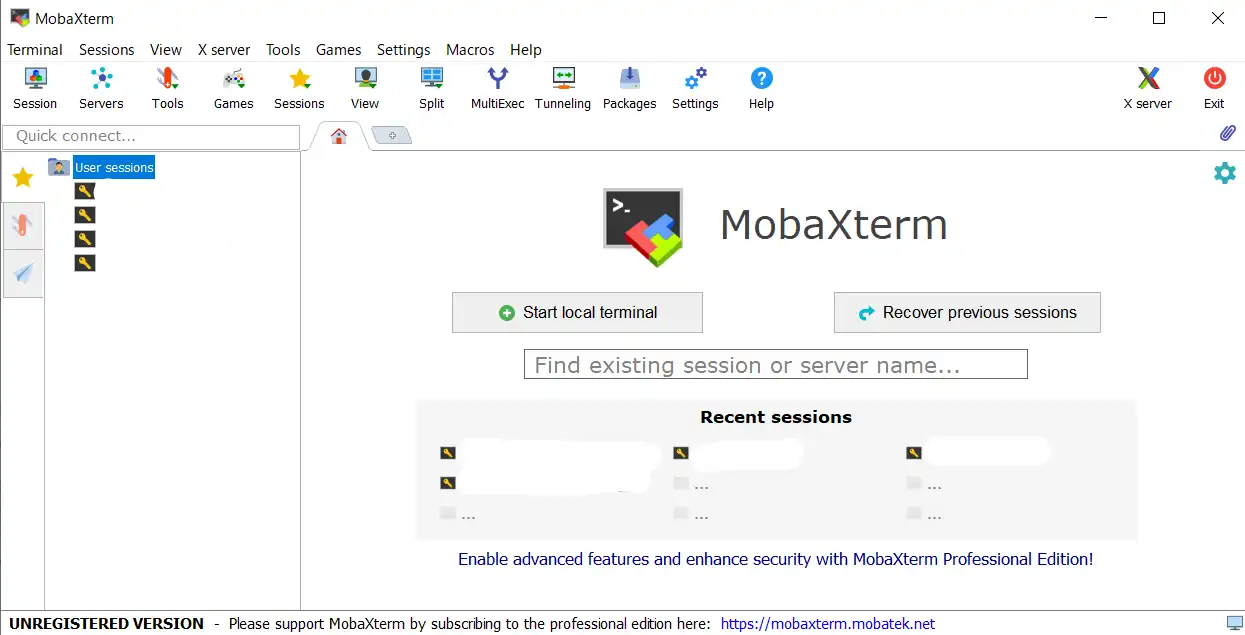 MobaXterm
Terminal Sessions View X server Tools Games Settings Macros Help
Session Servers Tools Games Sessions View Split MultiExec Tunneling Packages Settings Help X server Exit
Quick connect...
User sessions
>_
MobaXterm
Start local terminal Recover previous sessions
Find existing session or server name...
Recent sessions
... ...
... ... ...
Enable advanced features and enhance security with MobaXterm Professional Edition!
UNREGISTERED VERSION - Please support MobaXterm by subscribing to the professional edition here: https://mobaxterm.mobatek.net